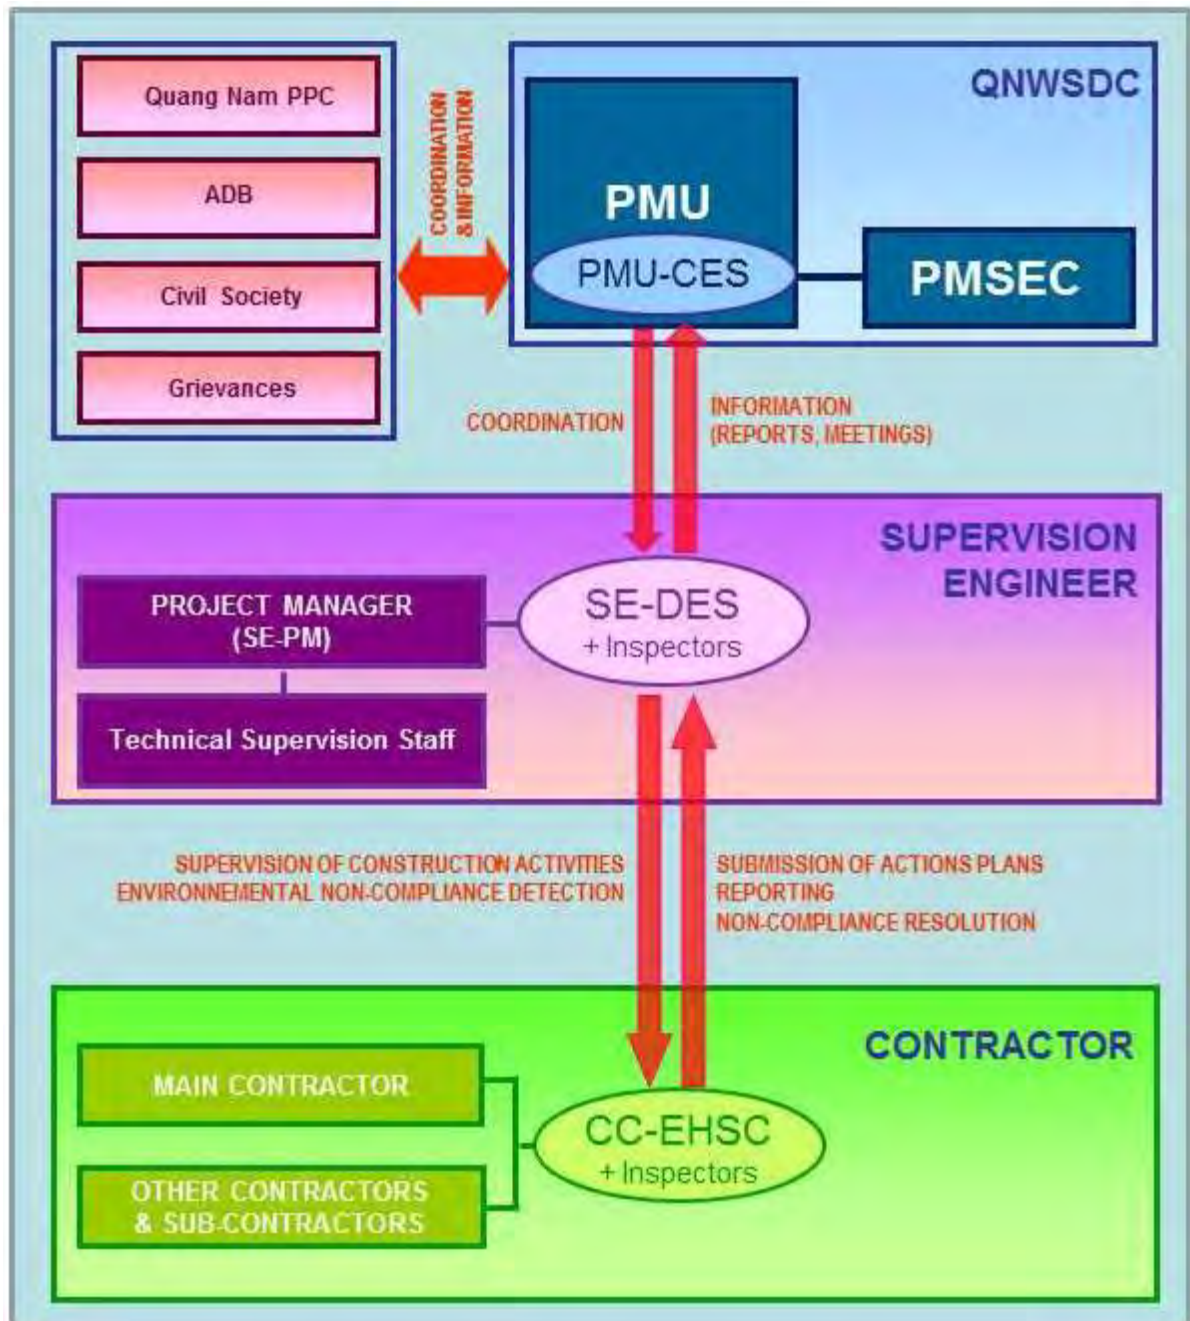 Quang Nam PPC
ADB
Civil Society
Grievances
COORDINATION
& INFORMATION
QNWSDC
PMU
PMU-CES
PMSEC
COORDINATION
INFORMATION
(REPORTS, MEETINGS)
SUPERVISION
ENGINEER
PROJECT MANAGER
(SE-PM)
SE-DES
+ Inspectors
Technical Supervision Staff
SUPERVISION OF CONSTRUCTION ACTIVITIES
ENVIRONNEMENTAL NON-COMPLIANCE DETECTION
SUBMISSION OF ACTIONS PLANS
REPORTING
NON-COMPLIANCE RESOLUTION
CONTRACTOR
MAIN CONTRACTOR
CC-EHSC
+ Inspectors
OTHER CONTRACTORS
& SUB-CONTRACTORS